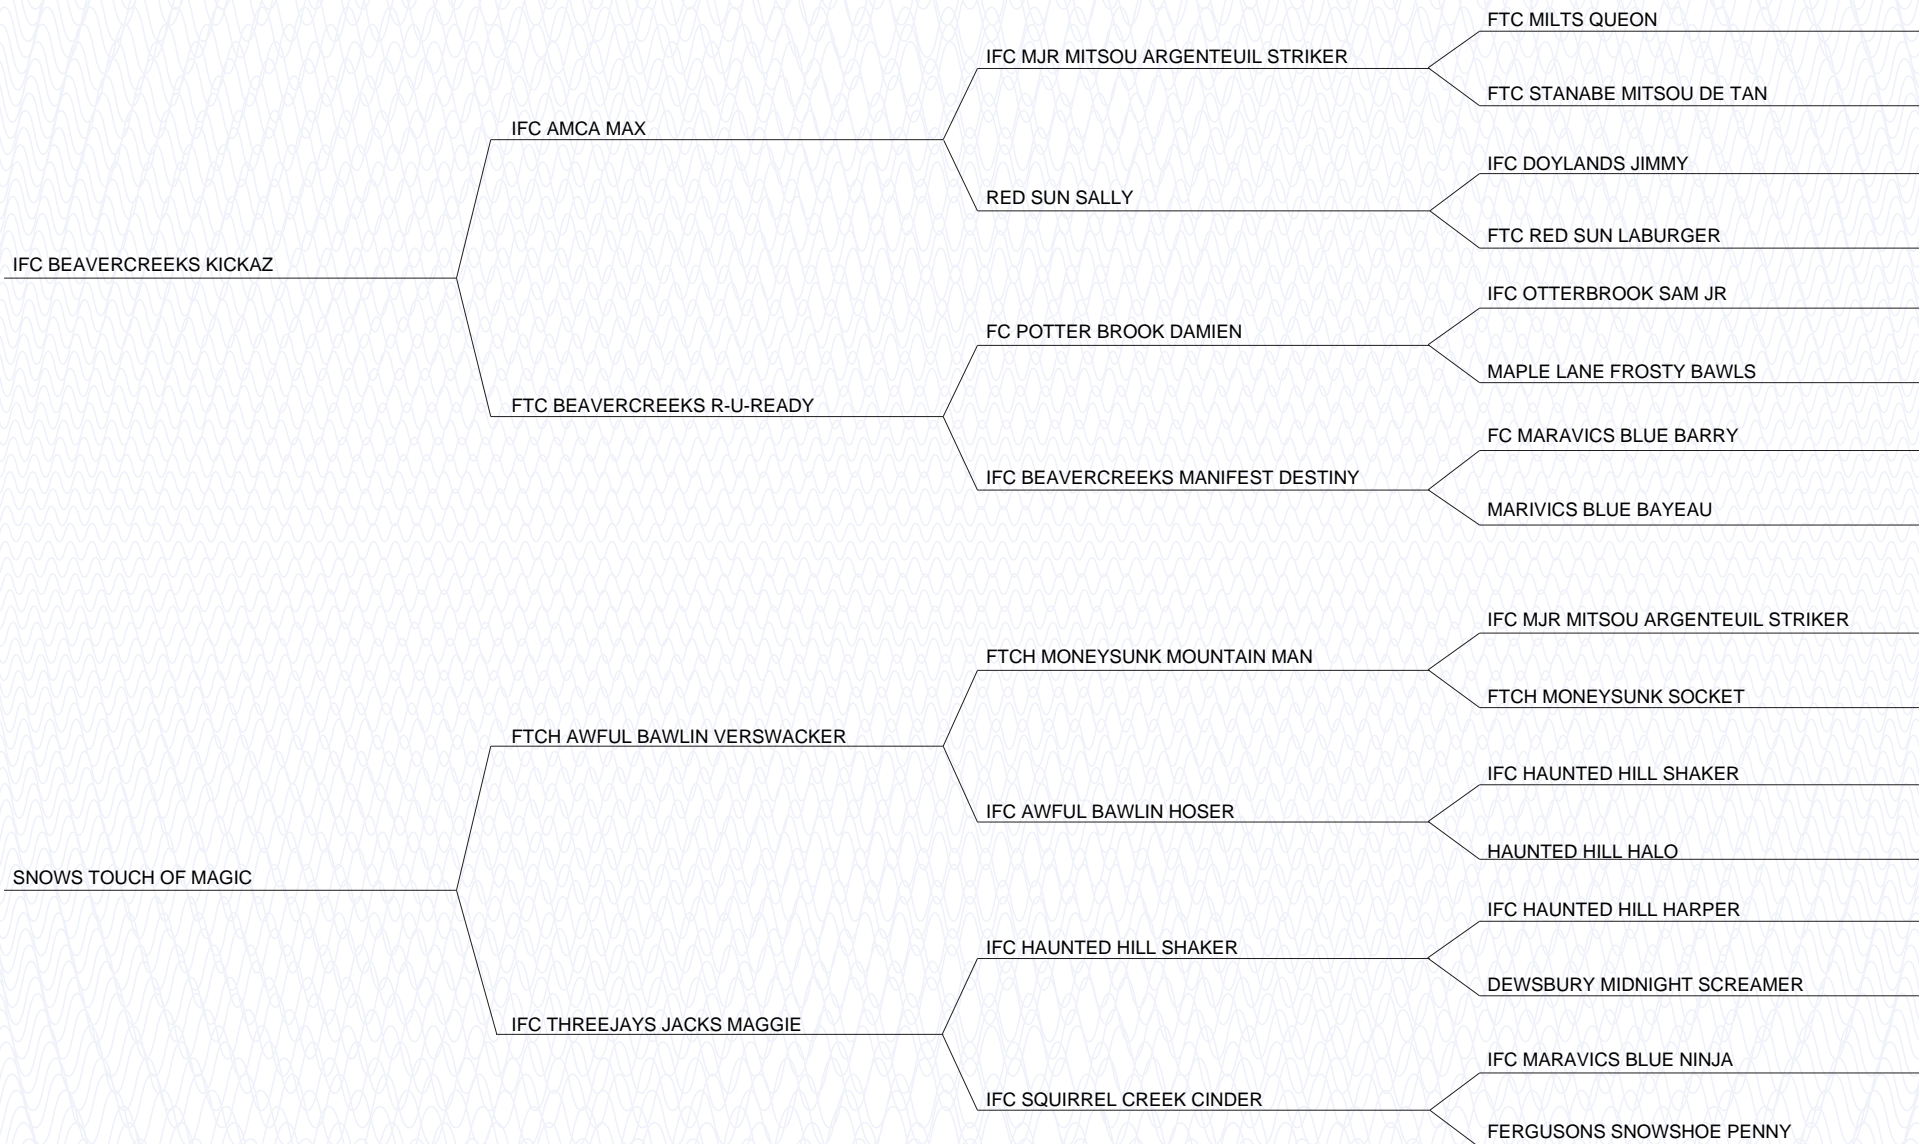 FTC MILTS QUEON
IFC MJR MITSOU ARGENTEUIL STRIKER
FTC STANABE MITSOU DE TAN
IFC AMCA MAX
IFC DOYLANDS JIMMY
RED SUN SALLY
FTC RED SUN LABURGER
IFC BEAVERCREEKS KICKAZ
IFC OTTERBROOK SAM JR
FC POTTER BROOK DAMIEN
MAPLE LANE FROSTY BAWLS
FTC BEAVERCREEKS R-U-READY
FC MARAVICS BLUE BARRY
IFC BEAVERCREEKS MANIFEST DESTINY
MARIVICS BLUE BAYEAU
IFC MJR MITSOU ARGENTEUIL STRIKER
FTCH MONEYSUNK MOUNTAIN MAN
FTCH MONEYSUNK SOCKET
FTCH AWFUL BAWLIN VERSWACKER
IFC HAUNTED HILL SHAKER
IFC AWFUL BAWLIN HOSER
HAUNTED HILL HALO
SNOWS TOUCH OF MAGIC
IFC HAUNTED HILL HARPER
IFC HAUNTED HILL SHAKER
DEWSBURY MIDNIGHT SCREAMER
IFC THREEJAYS JACKS MAGGIE
IFC MARAVICS BLUE NINJA
IFC SQUIRREL CREEK CINDER
FERGUSONS SNOWSHOE PENNY